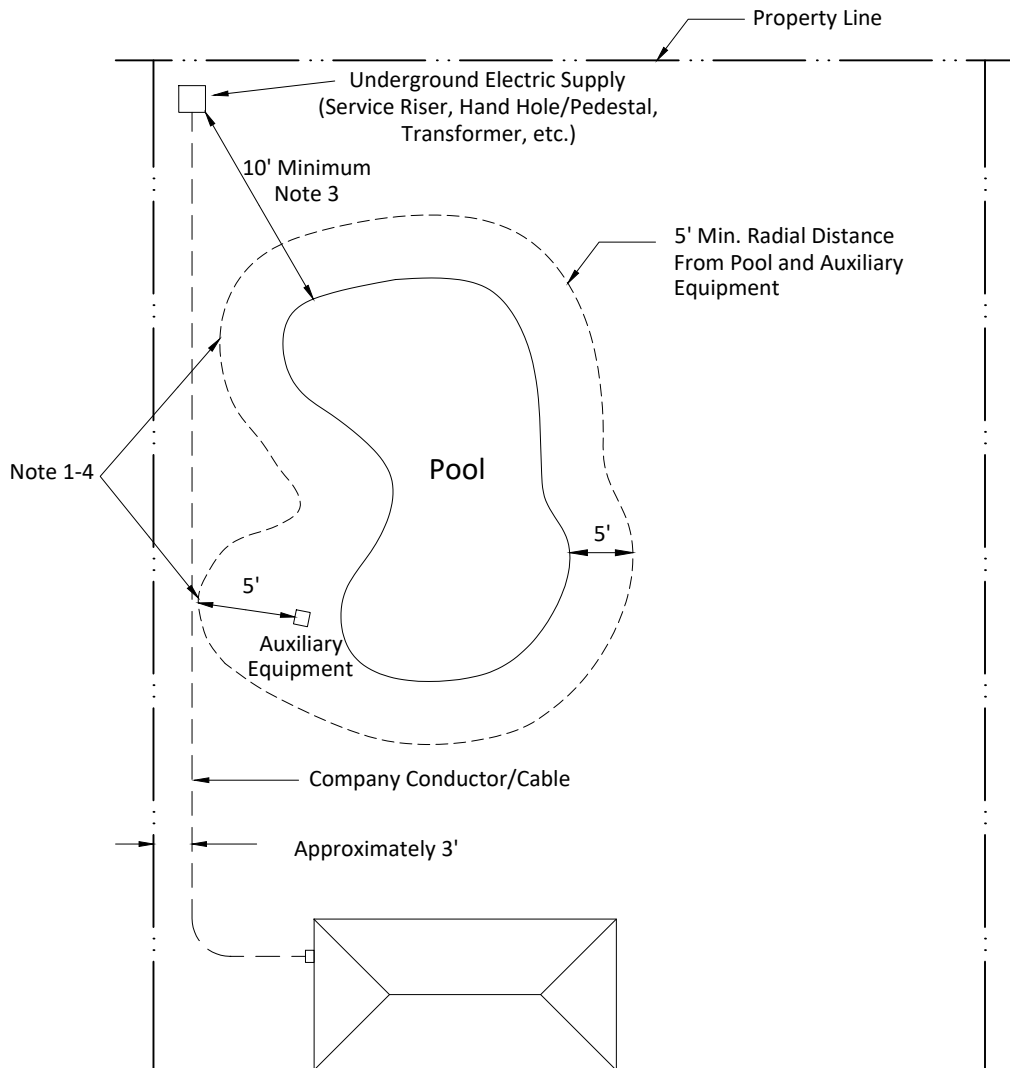 Property Line
Underground Electric Supply
(Service Riser, Hand Hole/Pedestal,
Transformer, etc.)
10' Minimum
Note 3
5' Min. Radial Distance
From Pool and Auxiliary
Equipment
Note 1-4
Pool
5'
5'
Auxiliary
Equipment
Company Conductor/Cable
Approximately 3'